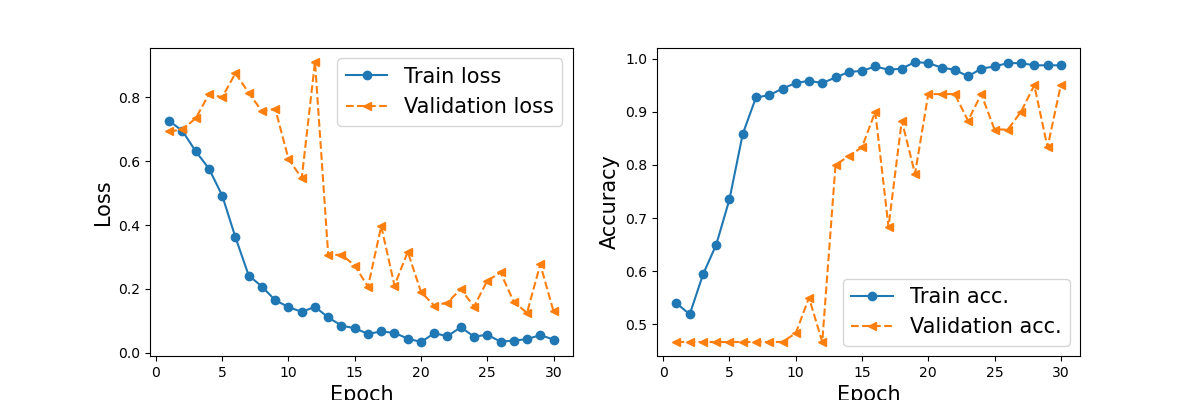 Train loss
Validation loss
0.8
0.6
0.4
0.2
0.0
Loss
0 5 10 15 20 25 30
Epoch
1.0
0.9
0.8
0.7
0.6
0.5
Accuracy
Train acc.
Validation acc.
0 5 10 15 20 25 30
Epoch